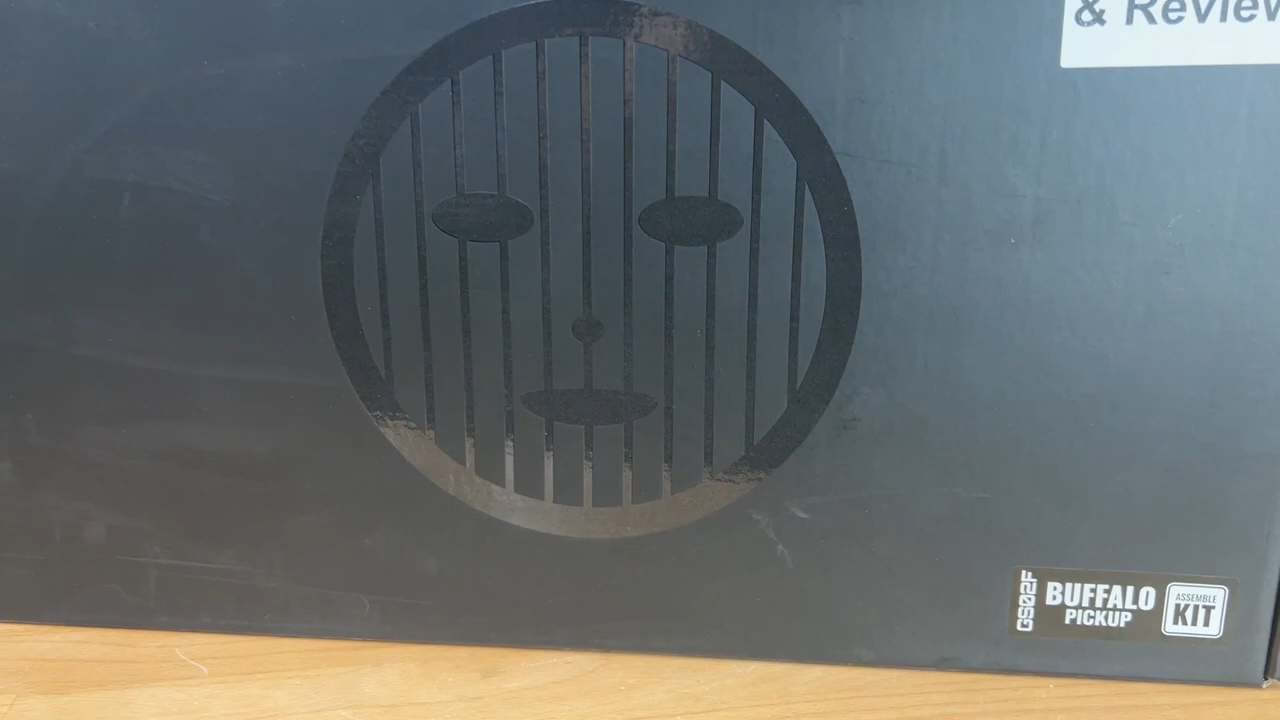 & Review
GS02F
BUFFALO
PICKUP
ASSEMBLE
KIT